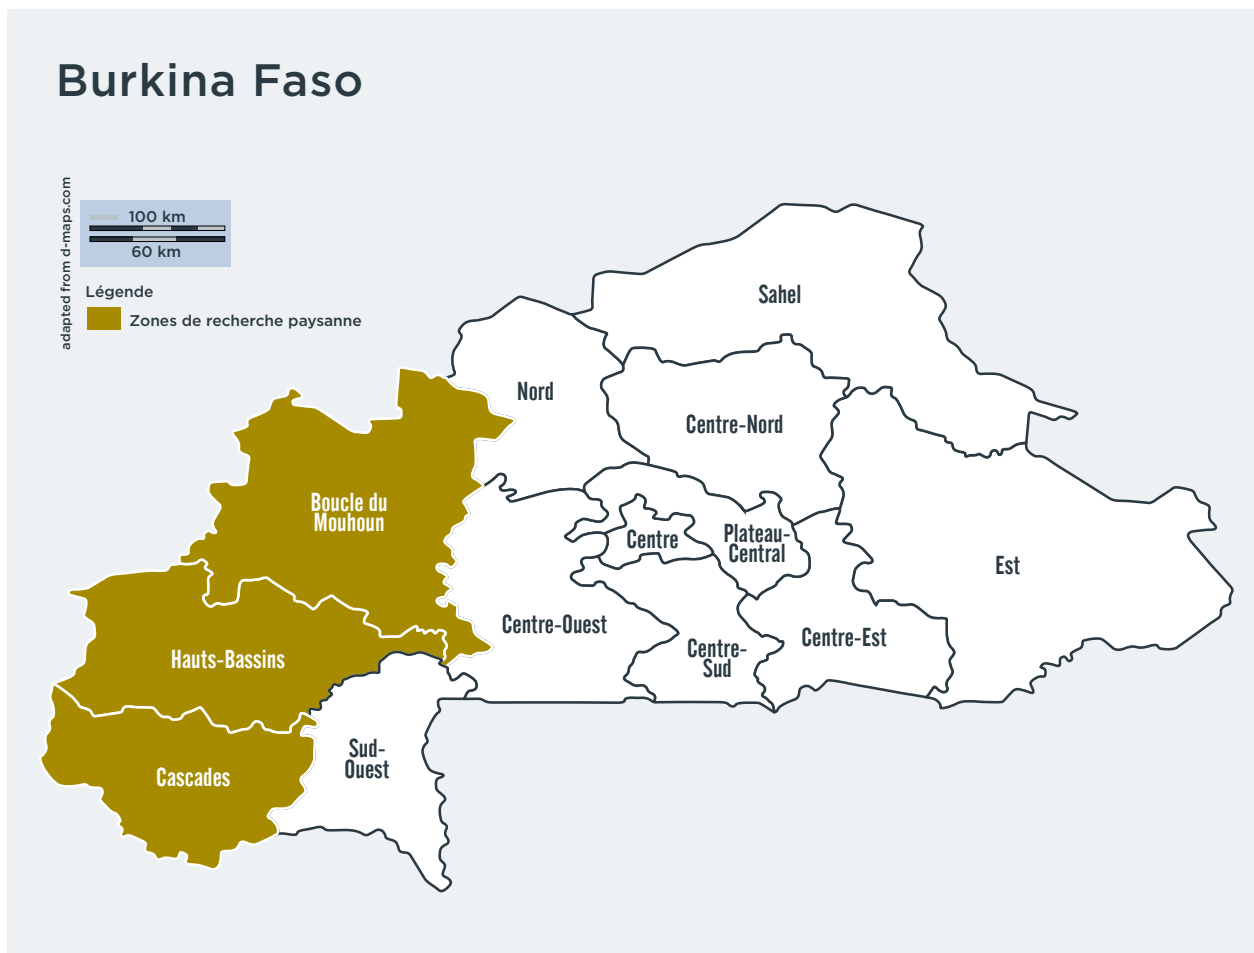 Burkina Faso
adapted from d-maps.com
100 km
60 km
Légende
Zones de recherche paysanne
Sahel
Nord
Centre-Nord
Boucle du
Mouhoun
Centre
Plateau-
Central
Est
Centre-Ouest
Centre-
Sud
Centre-Est
Hauts-Bassins
Sud-
Ouest
Cascades